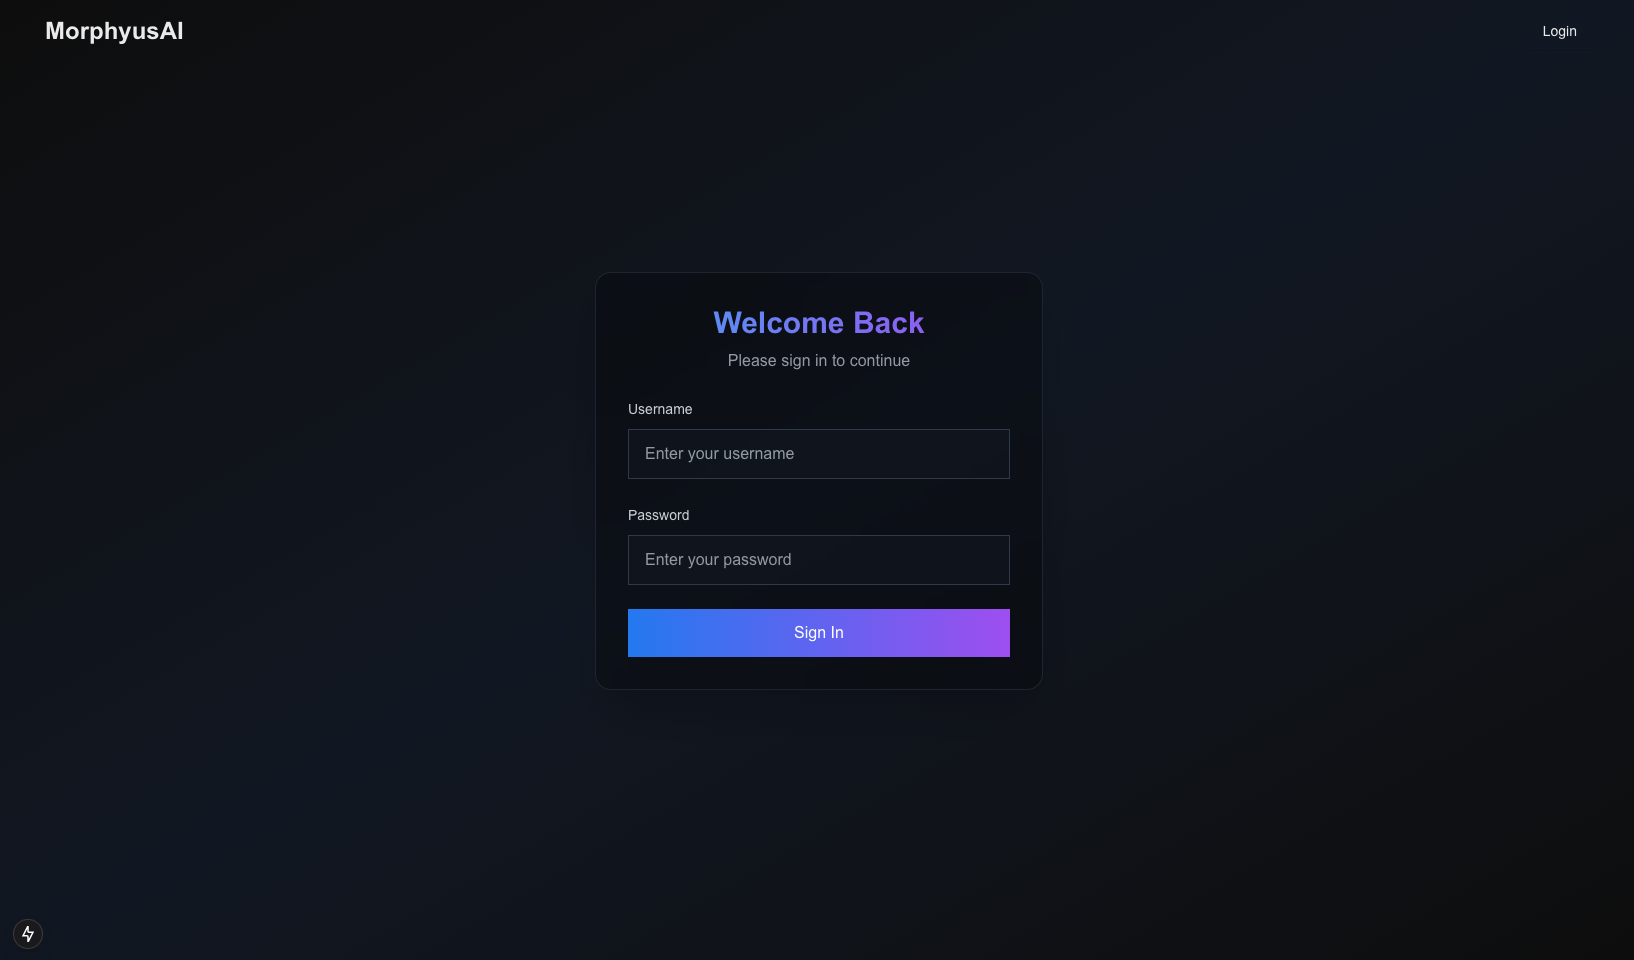 MorphyusAI
Login
Welcome Back
Please sign in to continue
Username
Enter your username
Password
Enter your password
Sign In